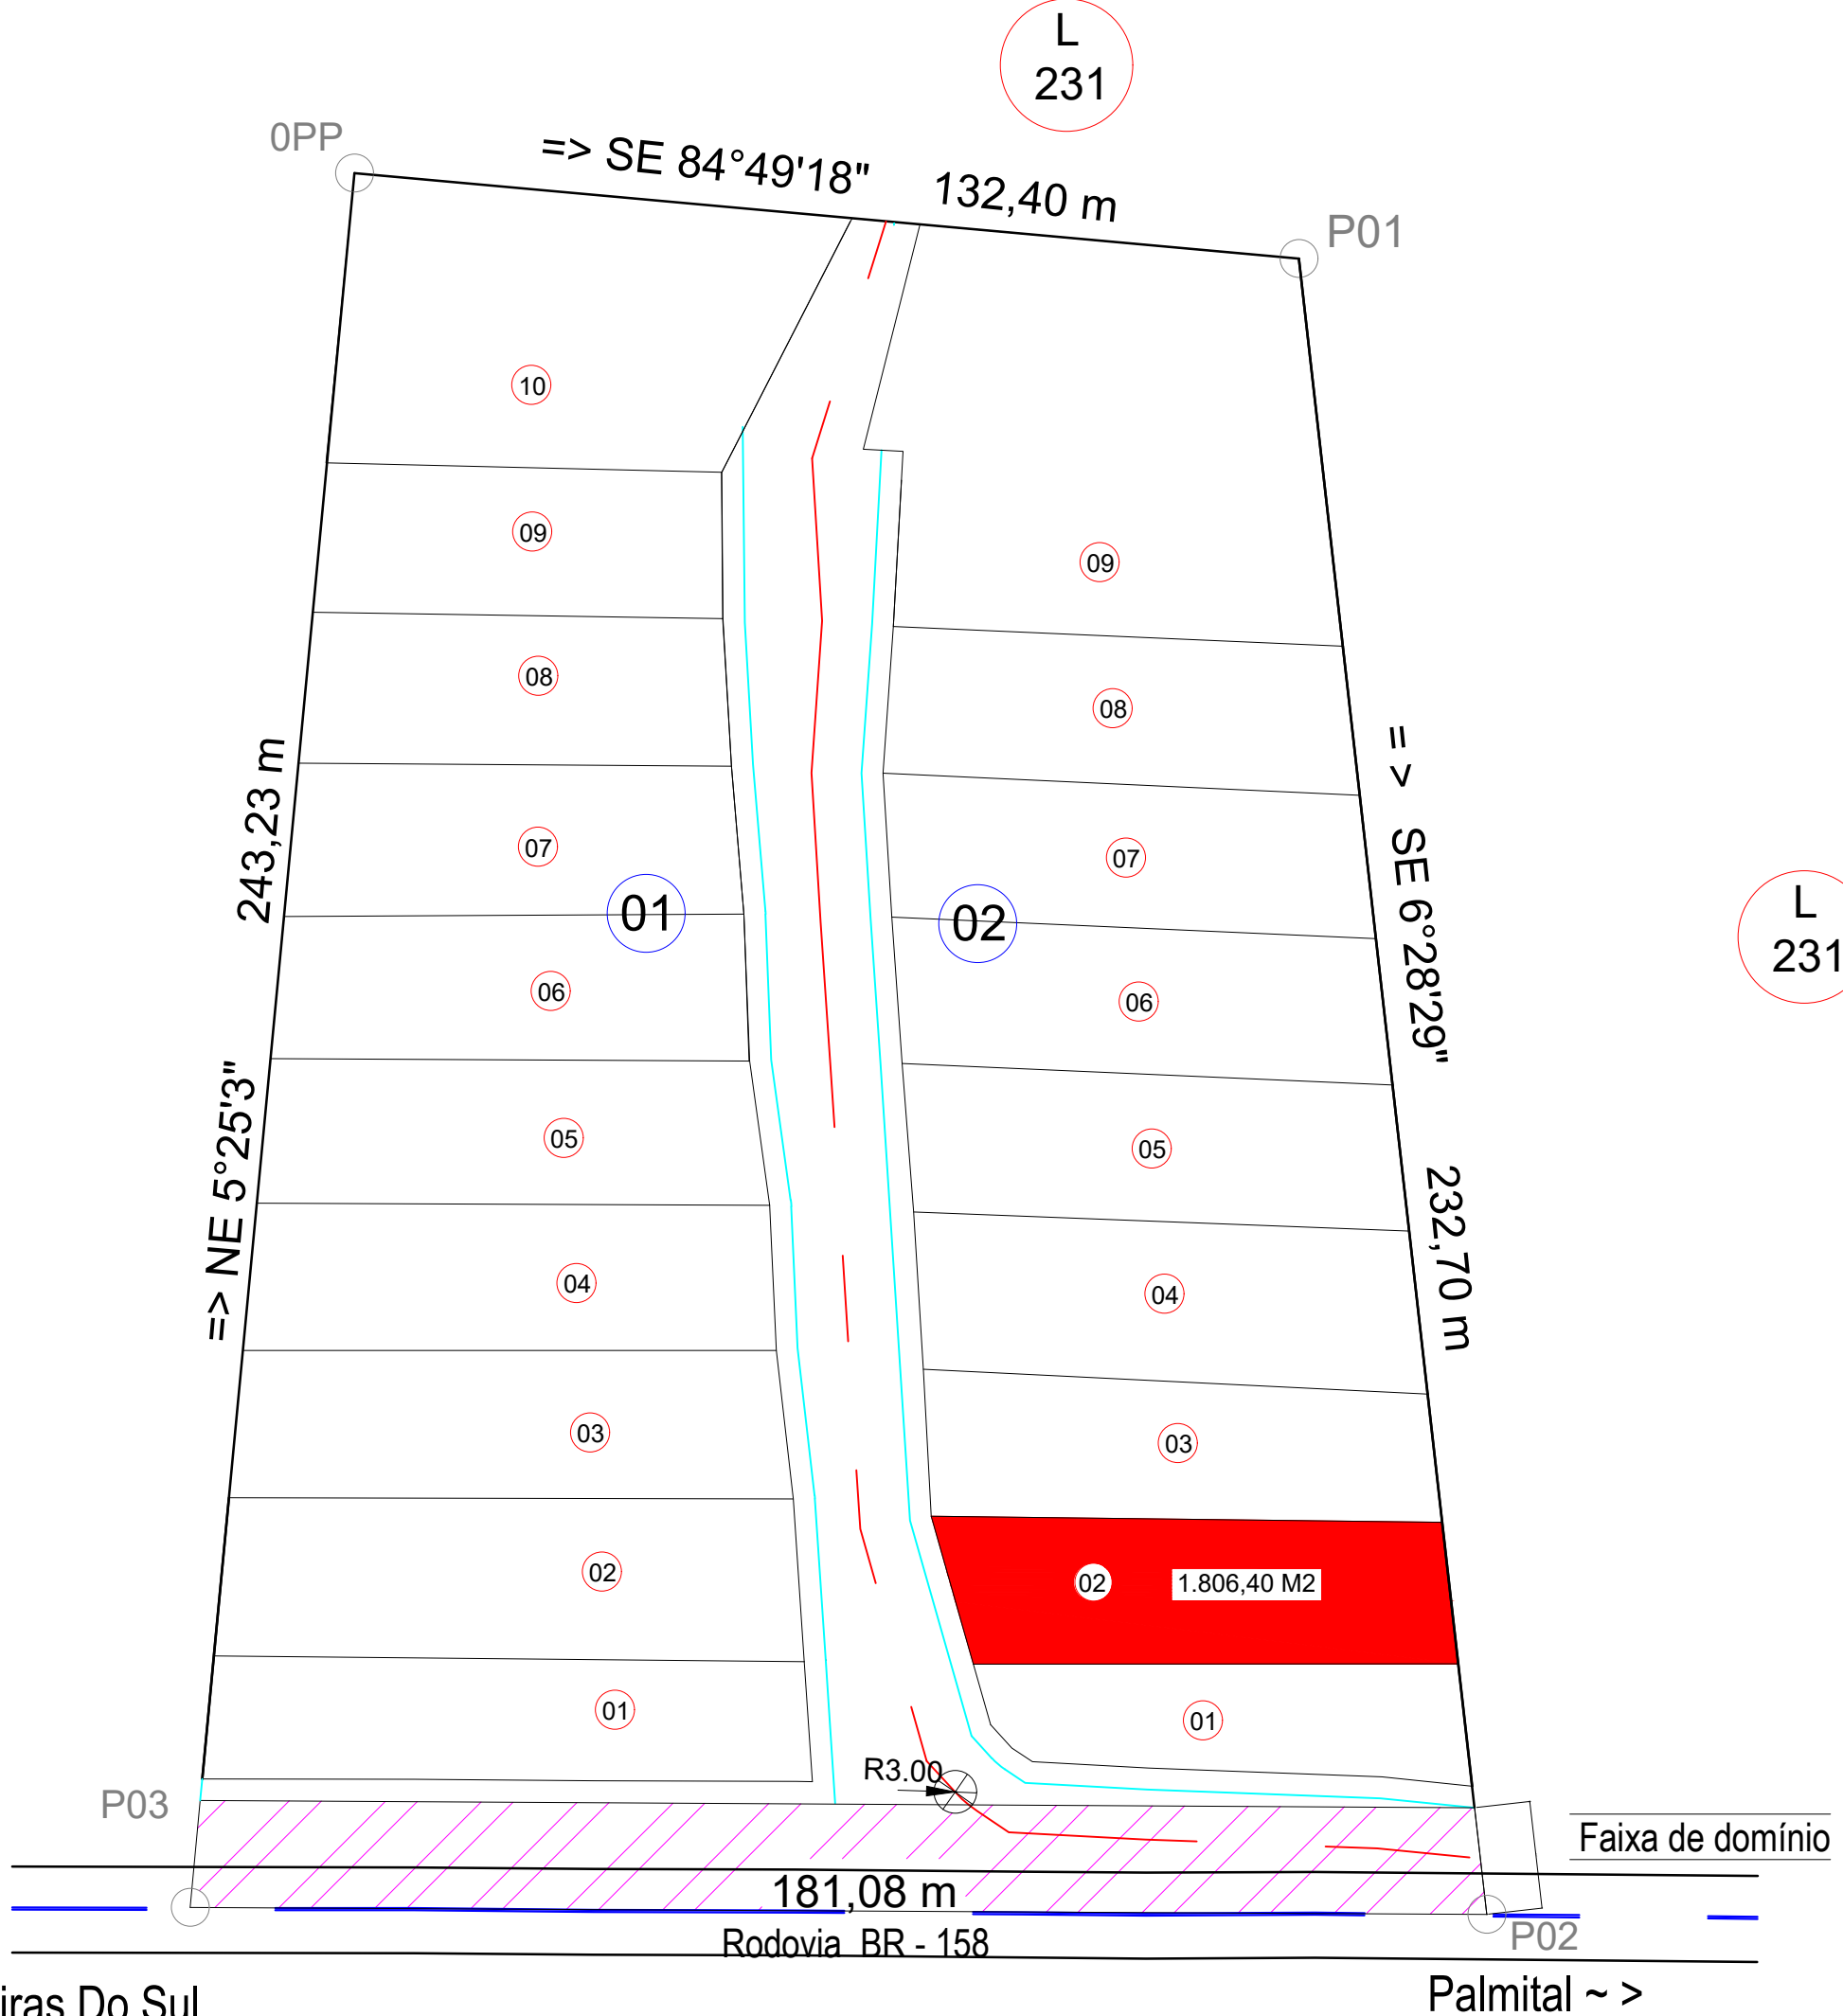 L
231
0PP
=> SE 84°49'18" 132,40 m
P01
10
09
09
08
08
243,23 m
= > SE 6°28'29" 232,70 m
07
07
01
02
L
231
06
06
=> NE 5°25'3"
05
05
04
04
03
03
02
02 1.806,40 M2
01
01
R3.00
P03
Faixa de domínio
181,08 m
Rodovia BR - 158
P02
iras Do Sul
Palmital ~ >